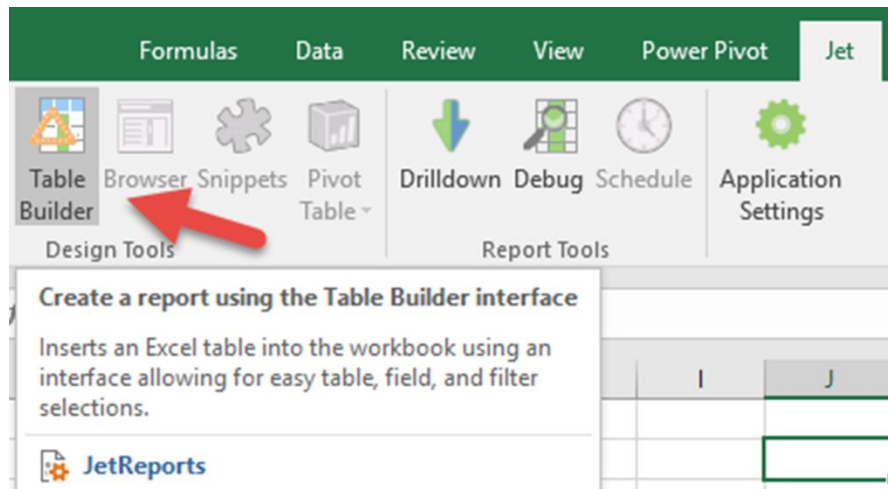 Formulas Data Review View Power Pivot Jet
Table Browser Snippets Pivot Drilldown Debug Schedule Application
Builder Table Settings
Design Tools Report Tools
Create a report using the Table Builder interface
Inserts an Excel table into the workbook using an
interface allowing for easy table, field, and filter
selections.
I J
JetReports